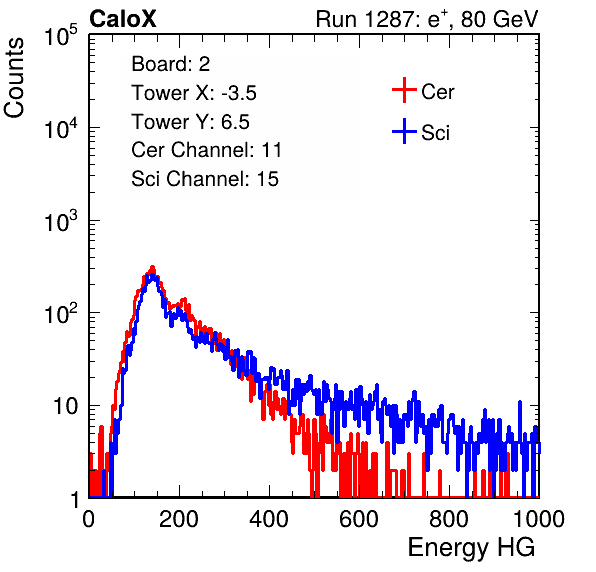 CaloX Run 1287: e⁺, 80 GeV
Counts
Board: 2
Tower X: -3.5
Tower Y: 6.5
Cer Channel: 11
Sci Channel: 15
Cer
Sci
10⁵
10⁴
10³
10²
10
1
0 200 400 600 800 1000
Energy HG